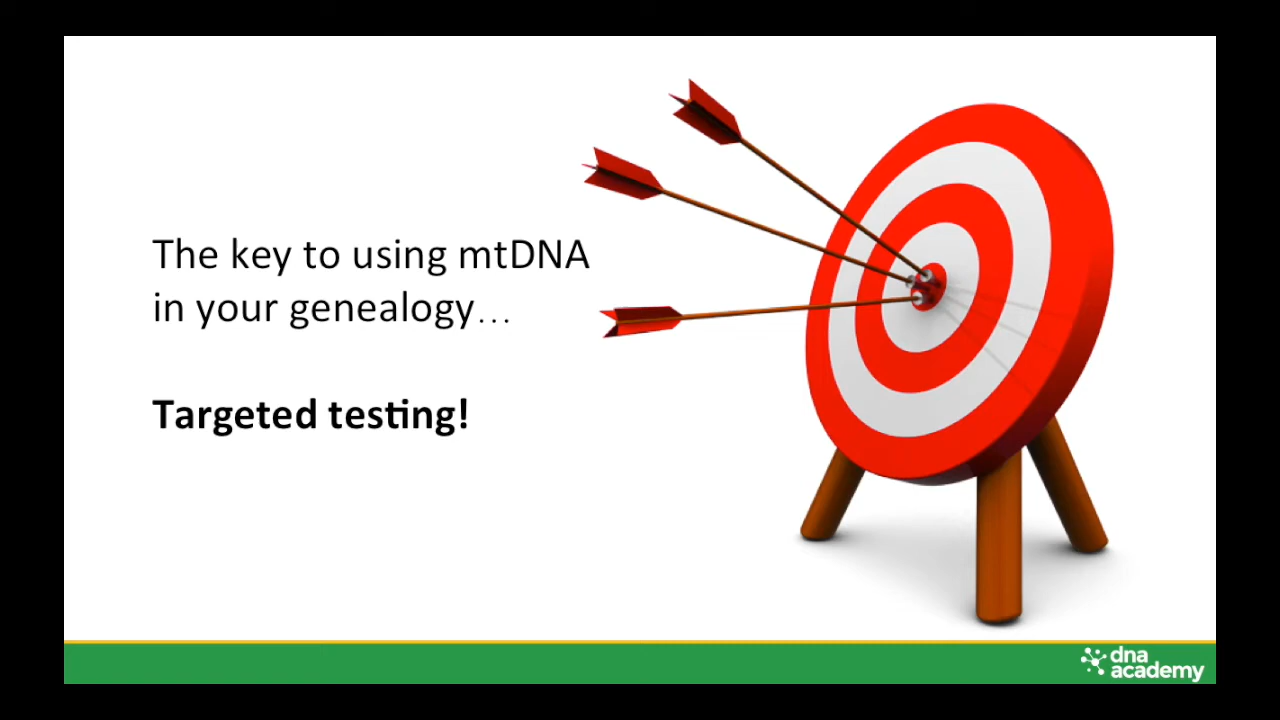 The key to using mtDNA
in your genealogy…
Targeted testing!
dna
academy